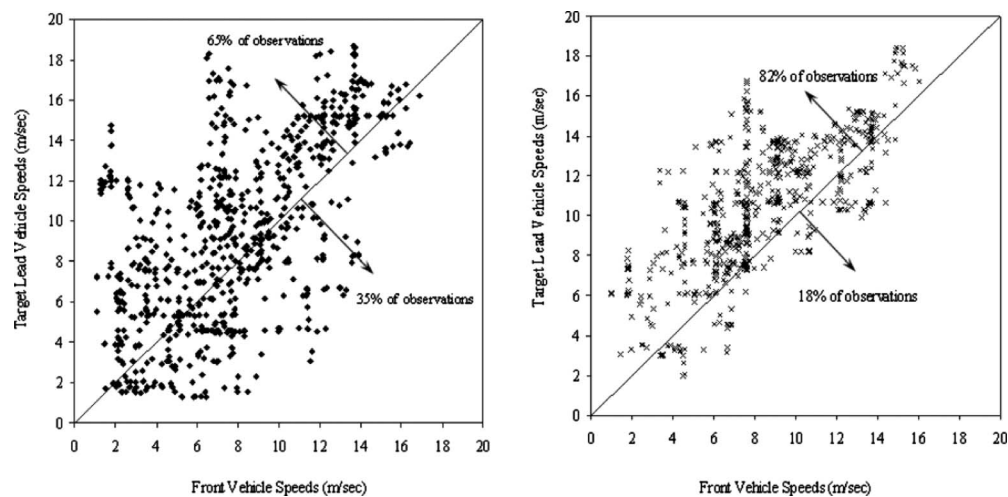 20
18
16
14
12
10
8
6
4
2
0
Target Lead Vehicle Speeds (m/sec)
65% of observations
35% of observations
0 2 4 6 8 10 12 14 16 18 20
Front Vehicle Speeds (m/sec)
20
18
16
14
12
10
8
6
4
2
0
Target Lead Vehicle Speeds (m/sec)
82% of observations
18% of observations
0 2 4 6 8 10 12 14 16 18 20
Front Vehicle Speeds (m/sec)